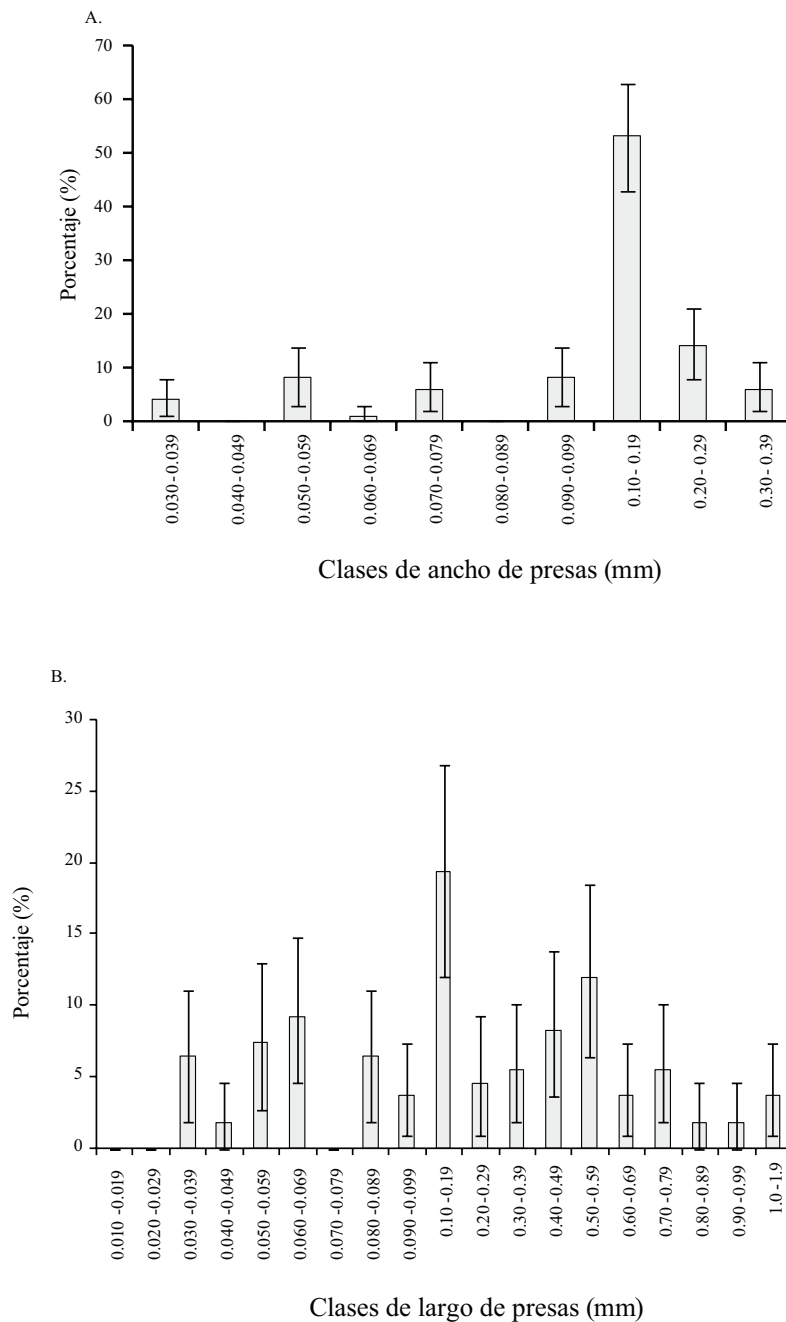 A.
70
60
50
40
30
20
10
0
Porcentaje (%)
0.030 - 0.039
0.040 - 0.049
0.050 - 0.059
0.060 - 0.069
0.070 - 0.079
0.080 - 0.089
0.090 - 0.099
0.10 - 0.19
0.20 - 0.29
0.30 - 0.39
Clases de ancho de presas (mm)
B.
30
25
20
15
10
5
0
Porcentaje (%)
0.010 -0.019
0.020 -0.029
0.030 -0.039
0.040 -0.049
0.050 -0.059
0.060 -0.069
0.070 -0.079
0.080 -0.089
0.090 -0.099
0.10 -0.19
0.20 -0.29
0.30 -0.39
0.40 -0.49
0.50 -0.59
0.60 -0.69
0.70 -0.79
0.80 -0.89
0.90 -0.99
1.0 -1.9
Clases de largo de presas (mm)